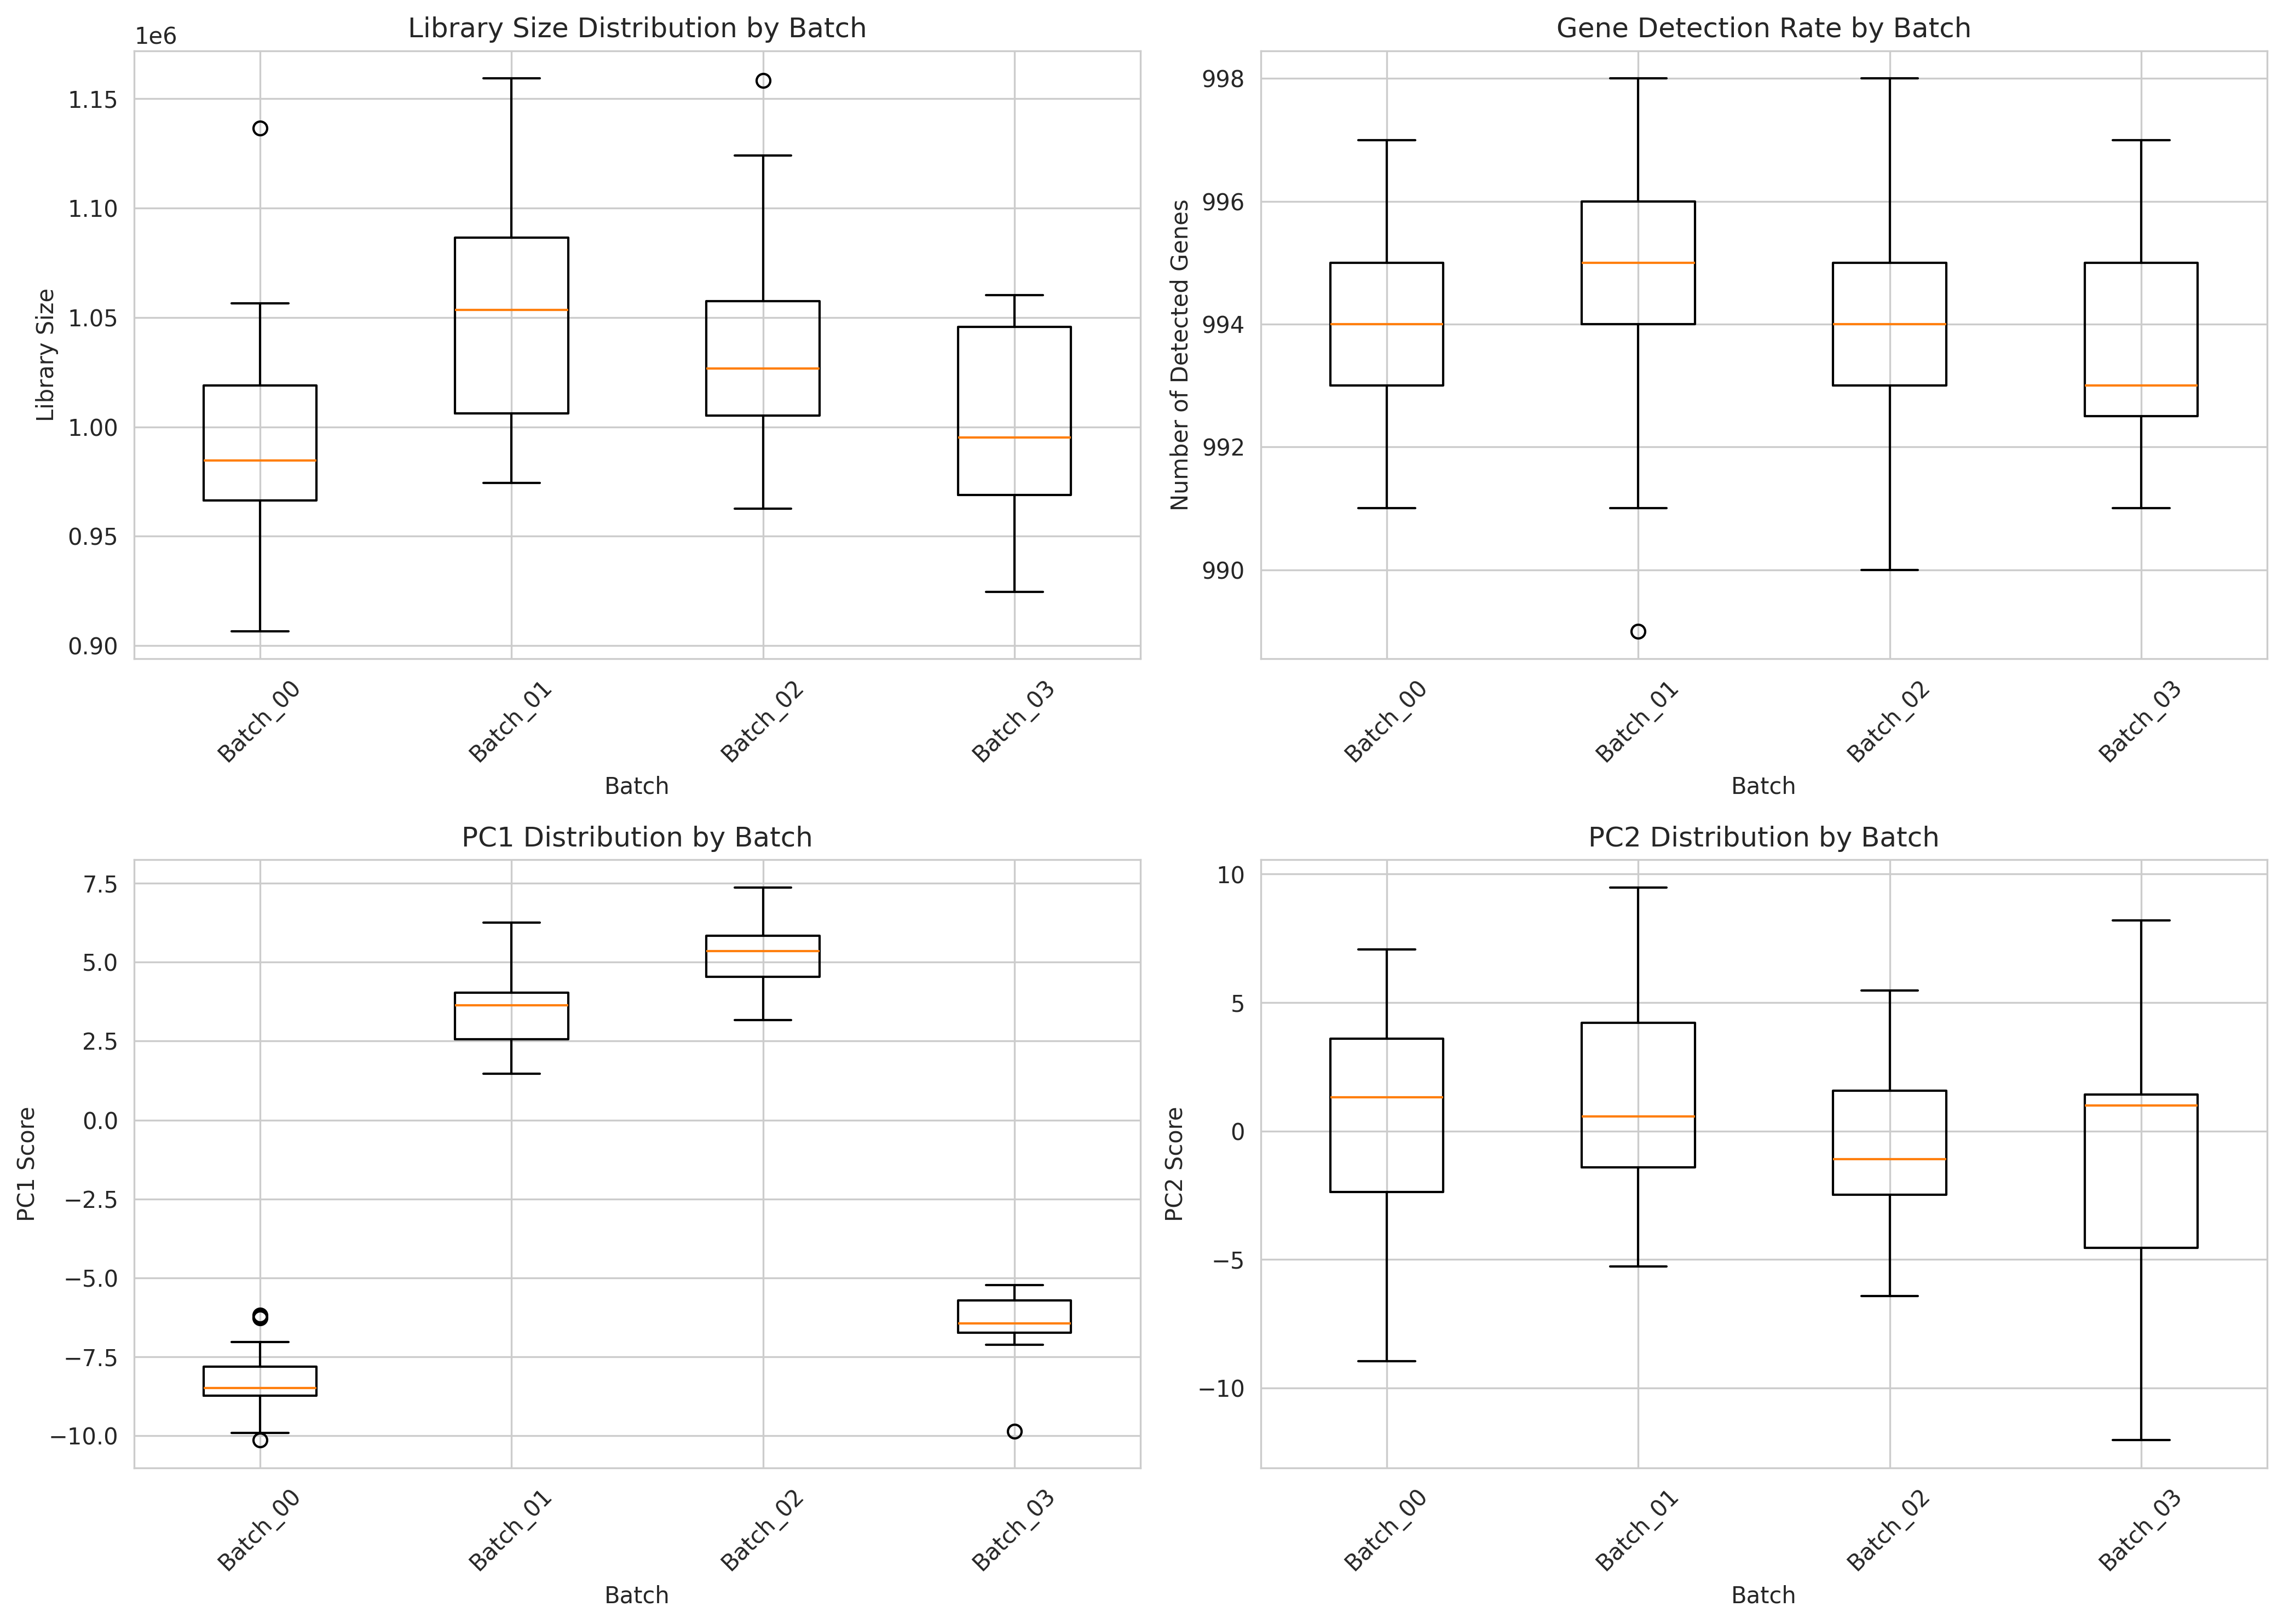 Library Size Distribution by Batch
1e6
Library Size
1.15
1.10
1.05
1.00
0.95
0.90
Batch_00
Batch_01
Batch_02
Batch_03
Batch
Gene Detection Rate by Batch
Number of Detected Genes
998
996
994
992
990
Batch_00
Batch_01
Batch_02
Batch_03
Batch
PC1 Distribution by Batch
PC1 Score
7.5
5.0
2.5
0.0
−2.5
−5.0
−7.5
−10.0
Batch_00
Batch_01
Batch_02
Batch_03
Batch
PC2 Distribution by Batch
PC2 Score
10
5
0
−5
−10
Batch_00
Batch_01
Batch_02
Batch_03
Batch